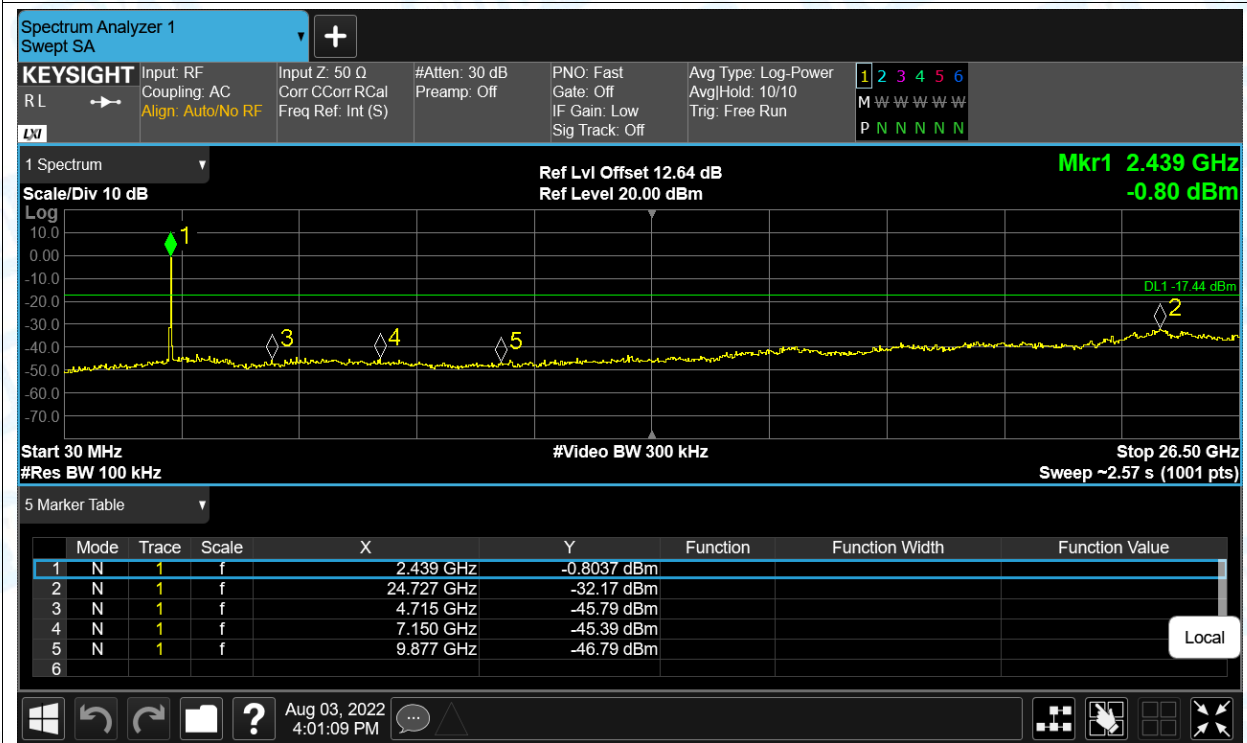 Spectrum Analyzer 1
Swept SA
KEYSIGHT
R L
LXI
Input: RF
Coupling: AC
Align: Auto/No RF
Input Z: 50 Ω
Corr CCorr RCal
Freq Ref: Int (S)
#Atten: 30 dB
Preamp: Off
PNO: Fast
Gate: Off
IF Gain: Low
Sig Track: Off
Avg Type: Log-Power
Avg|Hold: 10/10
Trig: Free Run
1 2 3 4 5 6
M W W W W W
P N N N N N
1 Spectrum
Scale/Div 10 dB
Ref Lvl Offset 12.64 dB
Ref Level 20.00 dBm
Mkr1 2.439 GHz
-0.80 dBm
Log
10.0
0.00
-10.0
-20.0
-30.0
-40.0
-50.0
-60.0
-70.0
1
DL1 -17.44 dBm
2
3
4
5
Start 30 MHz
#Res BW 100 kHz
#Video BW 300 kHz
Stop 26.50 GHz
Sweep ~2.57 s (1001 pts)
5 Marker Table
Mode Trace Scale X Y Function Function Width Function Value
1 N 1 f 2.439 GHz -0.8037 dBm
2 N 1 f 24.727 GHz -32.17 dBm
3 N 1 f 4.715 GHz -45.79 dBm
4 N 1 f 7.150 GHz -45.39 dBm
5 N 1 f 9.877 GHz -46.79 dBm
6
Local
?
Aug 03, 2022
4:01:09 PM